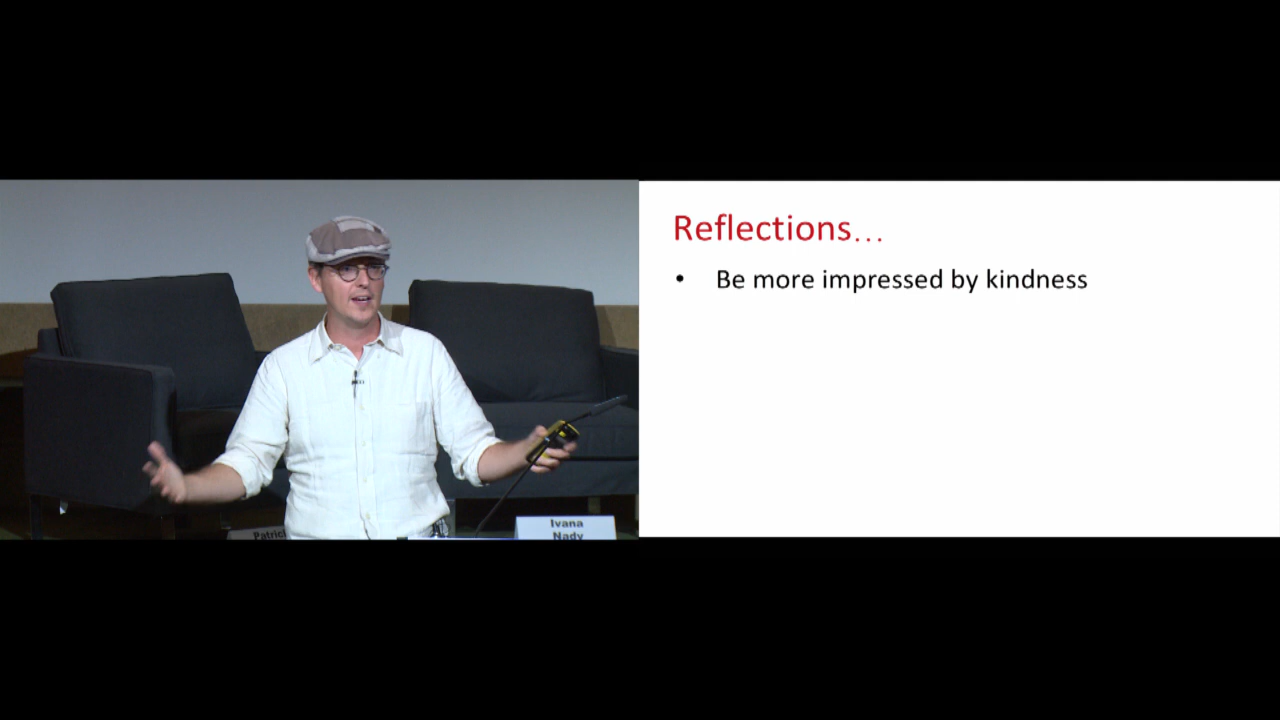 Reflections…
• Be more impressed by kindness
Ivana
Nady